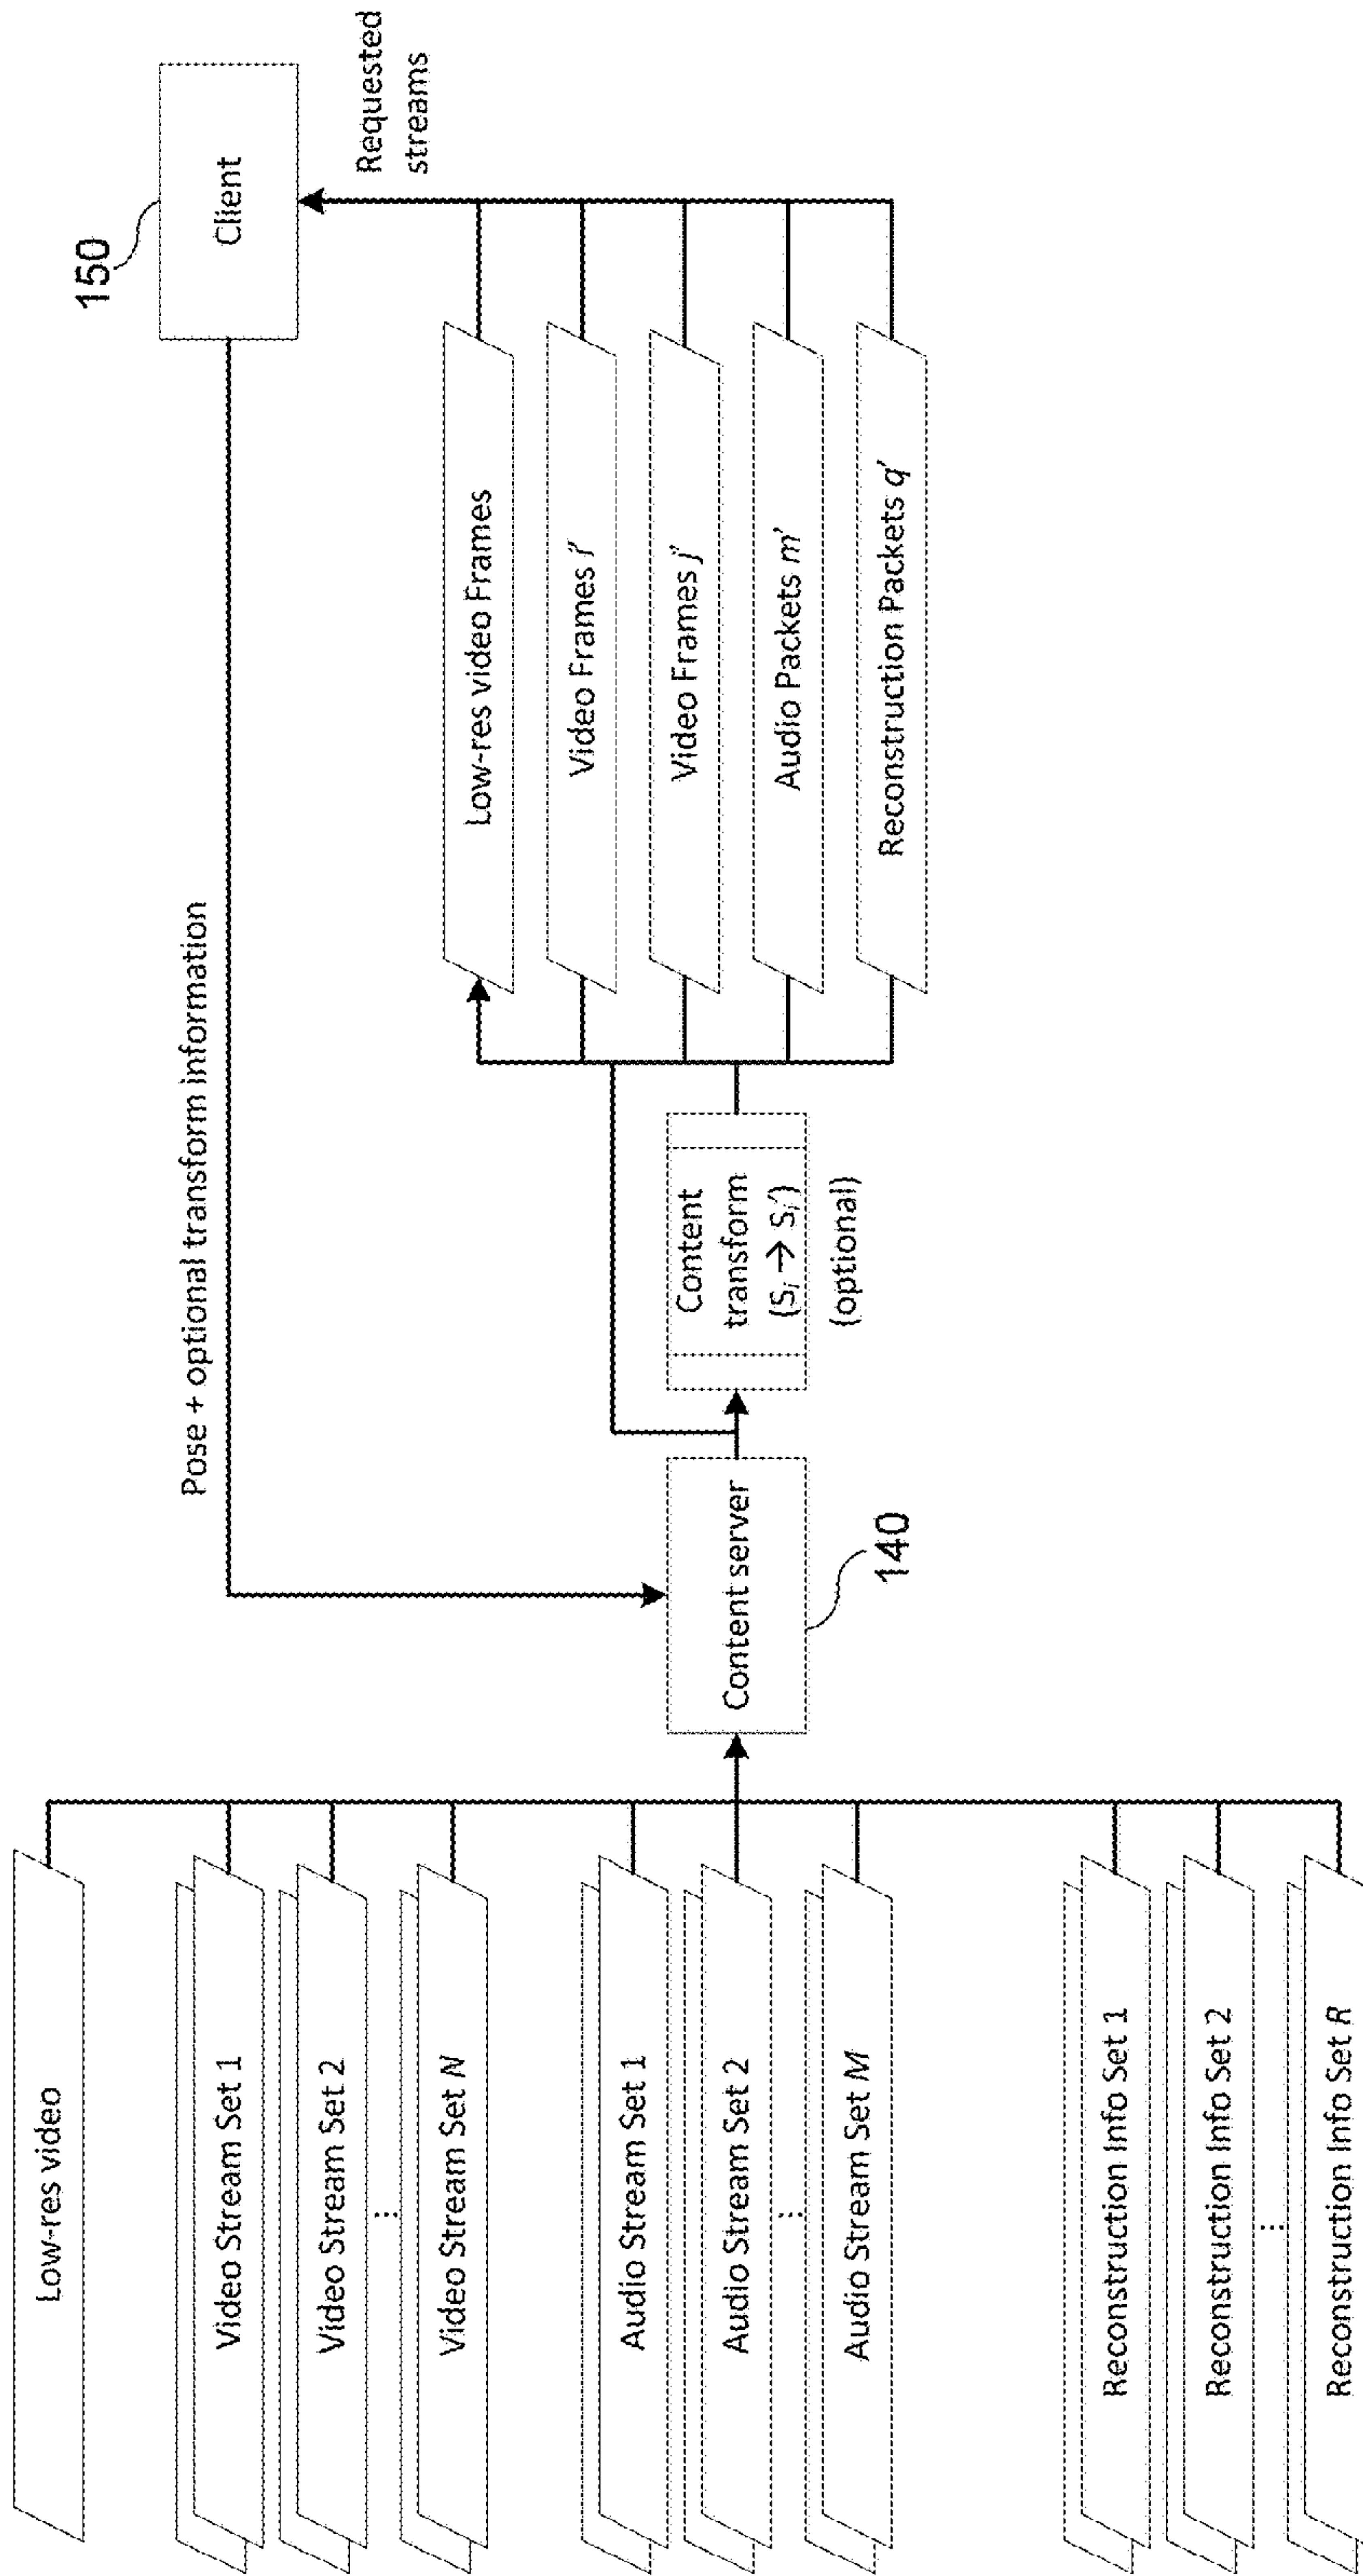 Low-res video
Video Stream Set 1
Video Stream Set 2
...
Video Stream Set N
Audio Stream Set 1
Audio Stream Set 2
...
Audio Stream Set M
Reconstruction Info Set 1
Reconstruction Info Set 2
...
Reconstruction Info Set R
Pose + optional transform information
Content server
140
Content
transform
(Si → Si')
(optional)
Low-res video Frames
Video Frames i'
Video Frames j'
Audio Packets m'
Reconstruction Packets q'
150
Client
Requested
streams